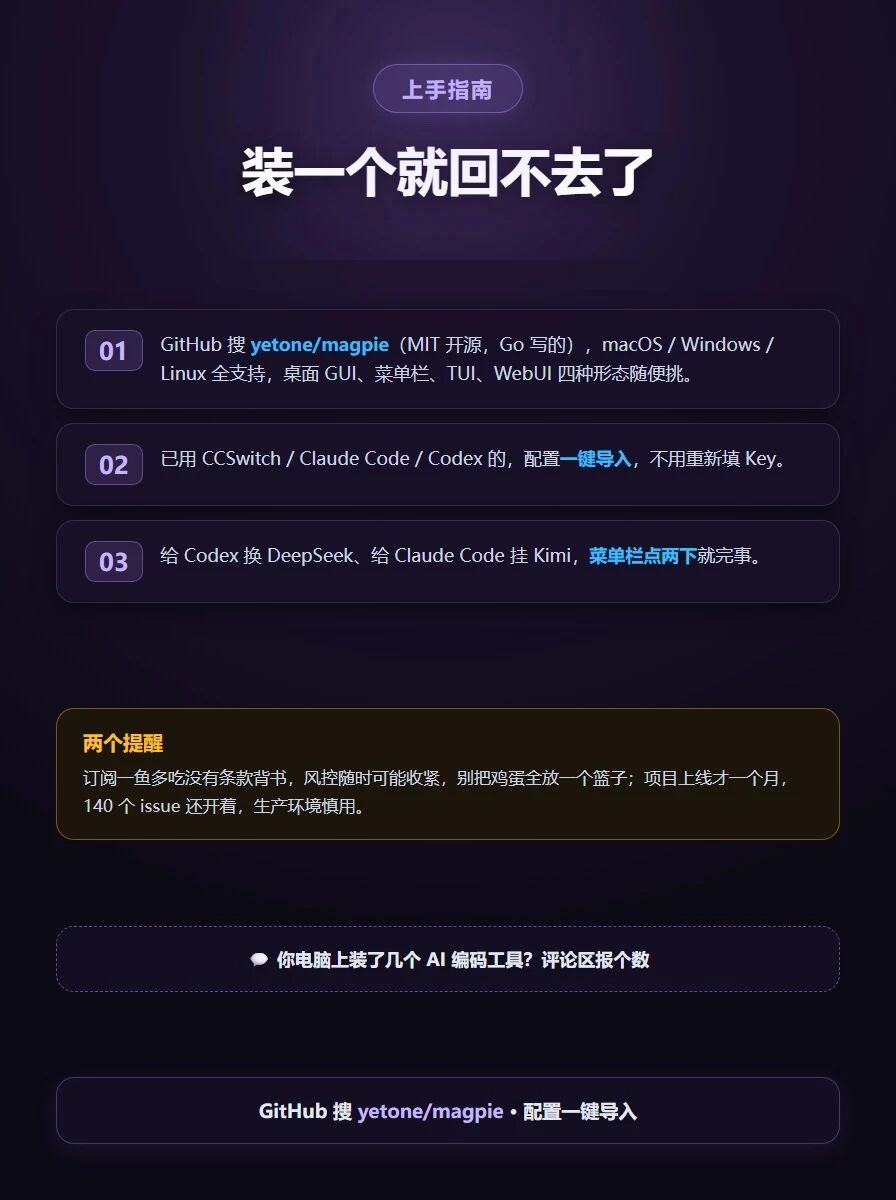 上手指南
装一个就回不去了
01
GitHub 搜 yetone/magpie（MIT 开源，Go 写的），macOS / Windows /
Linux 全支持，桌面 GUI、菜单栏、TUI、WebUI 四种形态随便挑。
02
已用 CCSwitch / Claude Code / Codex 的，配置一键导入，不用重新填 Key。
03
给 Codex 换 DeepSeek、给 Claude Code 挂 Kimi，菜单栏点两下就完事。
两个提醒
订阅一鱼多吃没有条款背书，风控随时可能收紧，别把鸡蛋全放一个篮子；项目上线才一个月，
140 个 issue 还开着，生产环境慎用。
💬 你电脑上装了几个 AI 编码工具？评论区报个数
GitHub 搜 yetone/magpie • 配置一键导入